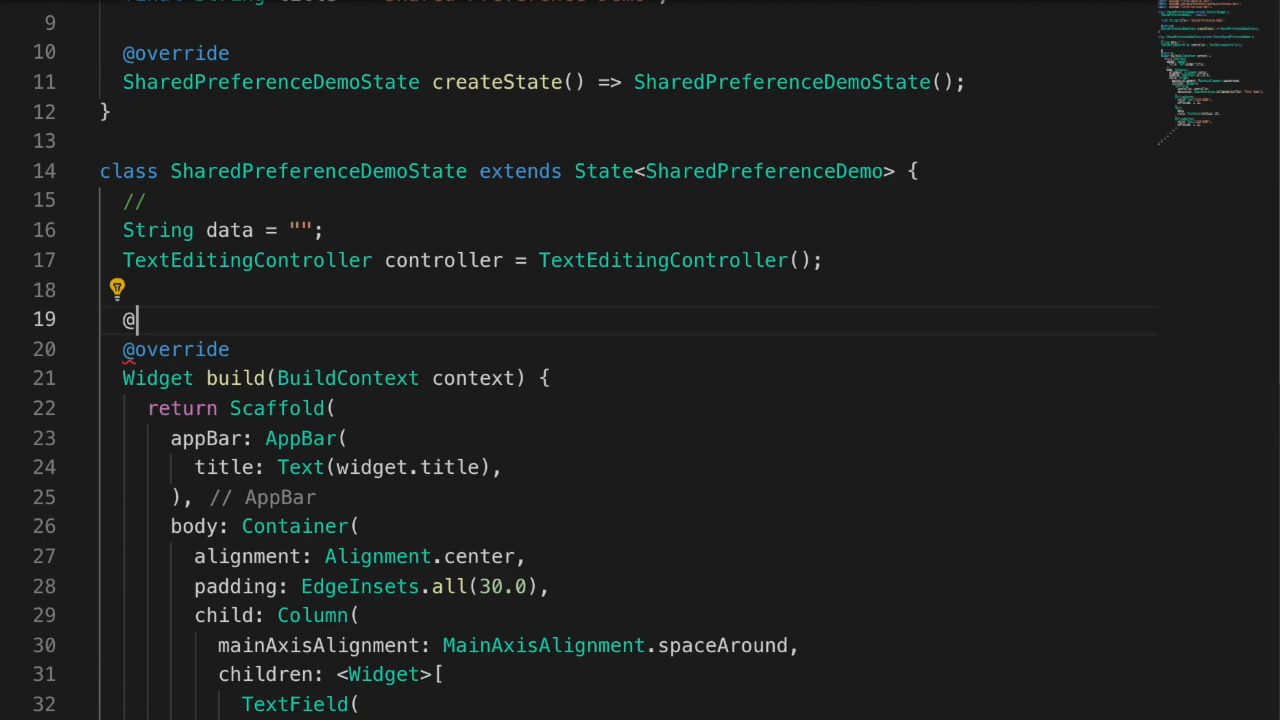 9
10 @override
11 SharedPreferenceDemoState createState() => SharedPreferenceDemoState();
12 }
13
14 class SharedPreferenceDemoState extends State<SharedPreferenceDemo> {
15 //
16 String data = "";
17 TextEditingController controller = TextEditingController();
18
19 @
20 @override
21 Widget build(BuildContext context) {
22 return Scaffold(
23 appBar: AppBar(
24 title: Text(widget.title),
25 ), // AppBar
26 body: Container(
27 alignment: Alignment.center,
28 padding: EdgeInsets.all(30.0),
29 child: Column(
30 mainAxisAlignment: MainAxisAlignment.spaceAround,
31 children: <Widget>[
32 TextField(